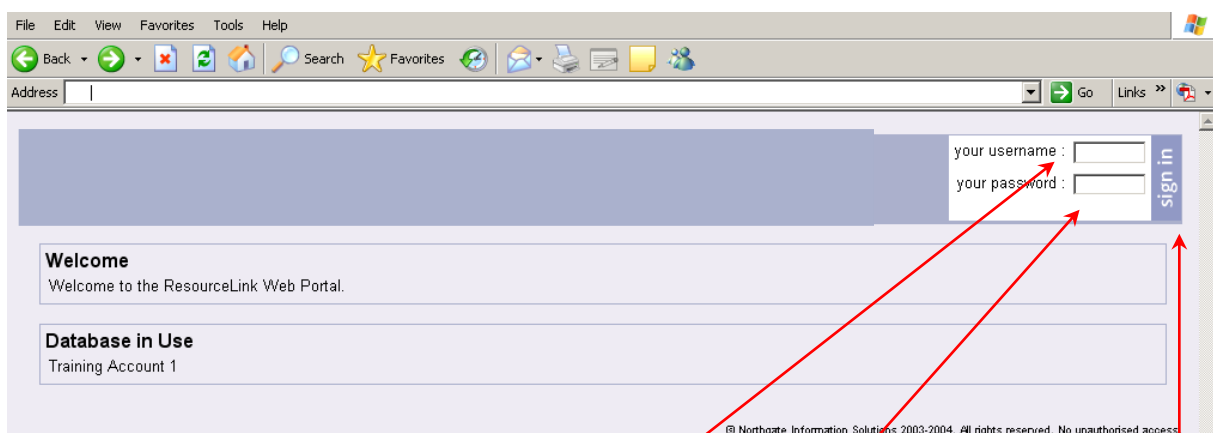 File Edit View Favorites Tools Help
Back Search Favorites
Address Go Links »
your username :
your password :
sign in
Welcome
Welcome to the ResourceLink Web Portal.
Database in Use
Training Account 1
© Northgate Information Solutions 2003-2004. All rights reserved. No unauthorised access